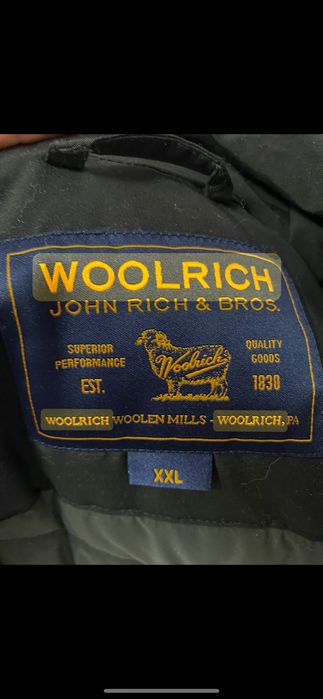 WOOLRICH
JOHN RICH & BROS.
SUPERIOR
PERFORMANCE
EST.
Woolrich
QUALITY
GOODS
1830
WOOLRICH WOOLEN MILLS - WOOLRICH, PA
XXL